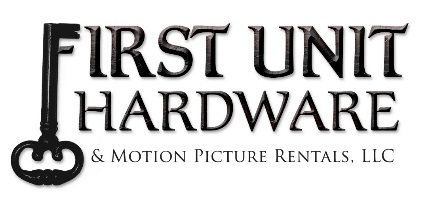 FIRST UNIT
HARDWARE
& MOTION PICTURE RENTALS, LLC